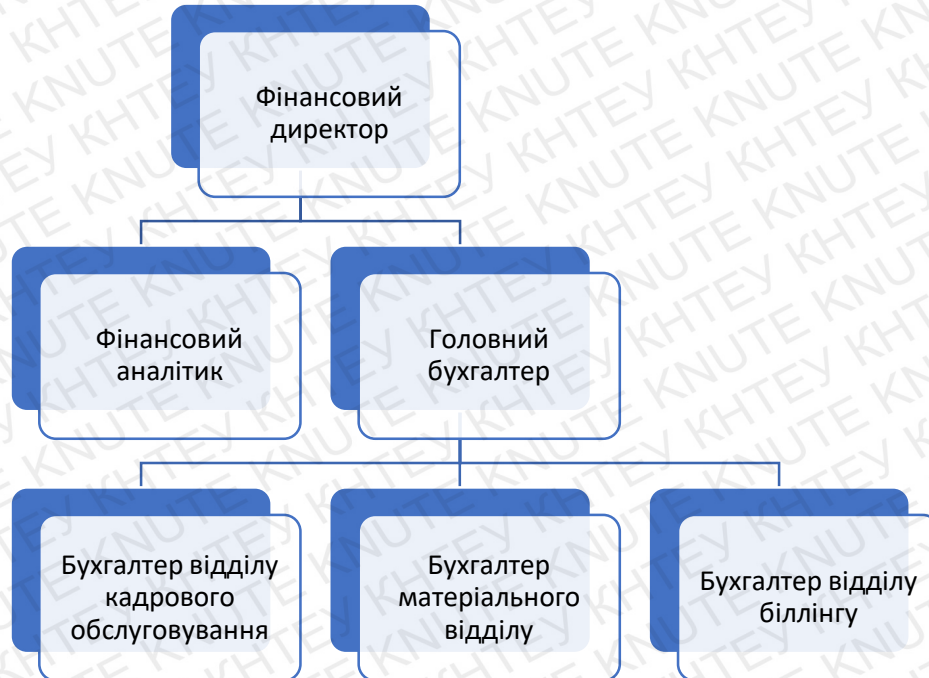 Фінансовий
директор
Фінансовий
аналітик
Головний
бухгалтер
Бухгалтер відділу
кадрового
обслуговування
Бухгалтер
матеріального
відділу
Бухгалтер відділу
біллінгу